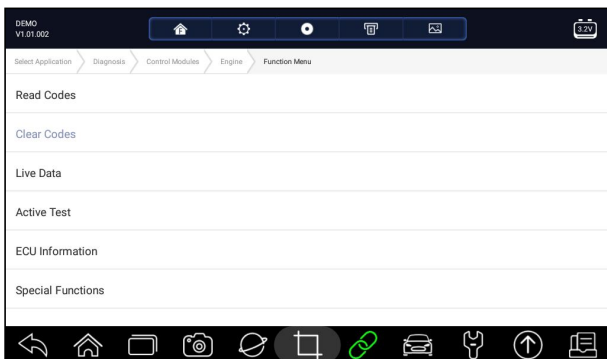 DEMO
V1.01.002
F
3.2V
Select Application Diagnosis Control Modules Engine Function Menu
Read Codes
Clear Codes
Live Data
Active Test
ECU Information
Special Functions